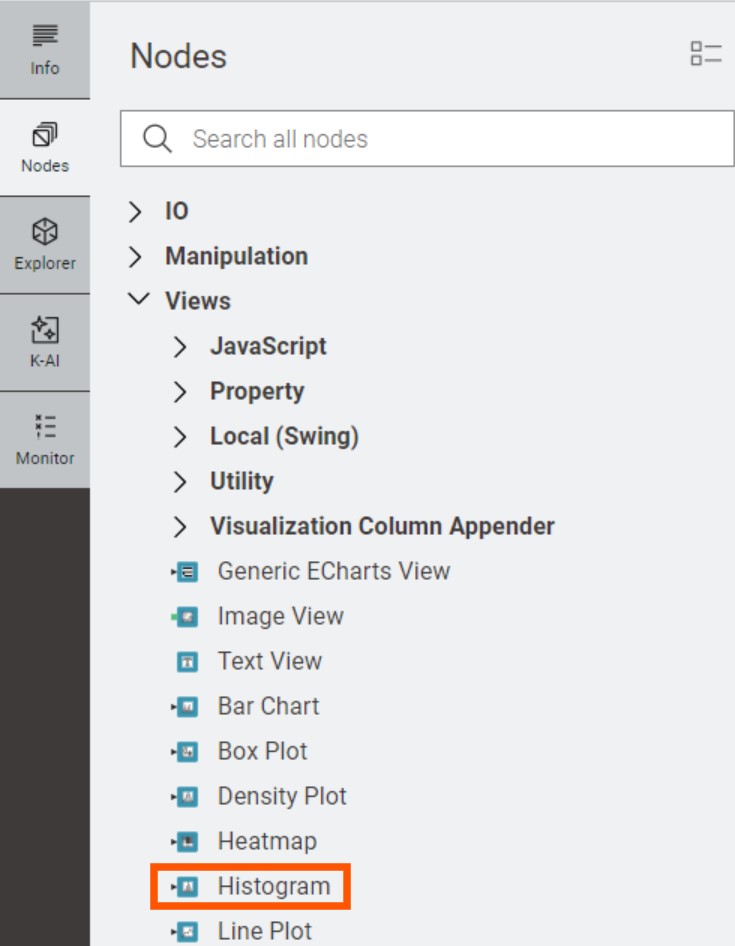 Info
Nodes
Explorer
K-AI
Monitor
Nodes
Search all nodes
IO
Manipulation
Views
JavaScript
Property
Local (Swing)
Utility
Visualization Column Appender
Generic ECharts View
Image View
Text View
Bar Chart
Box Plot
Density Plot
Heatmap
Histogram
Line Plot